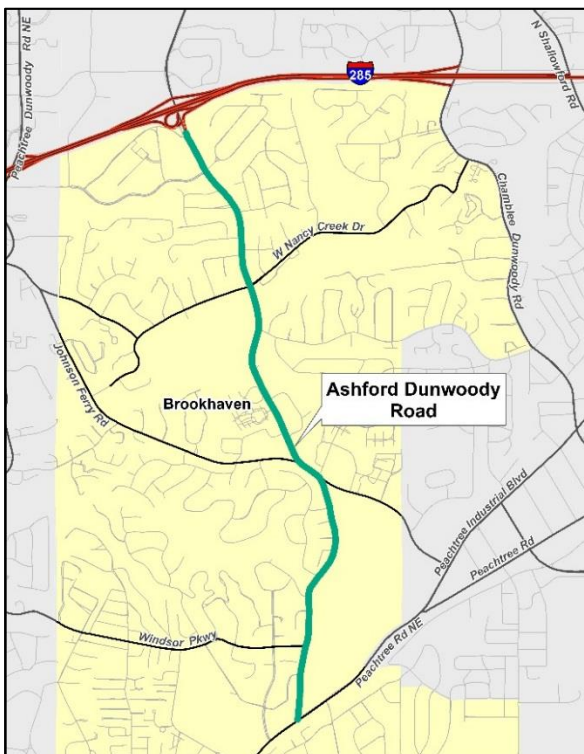 Peachtree Dunwoody Rd NE
285
N Shallowford Rd
W Nancy Creek Dr
Chamblee Dunwoody Rd
Johnson Ferry Rd
Brookhaven
Ashford Dunwoody
Road
Peachtree Industrial Blvd
Peachtree Rd
Windsor Pkwy
Peachtree Rd NE